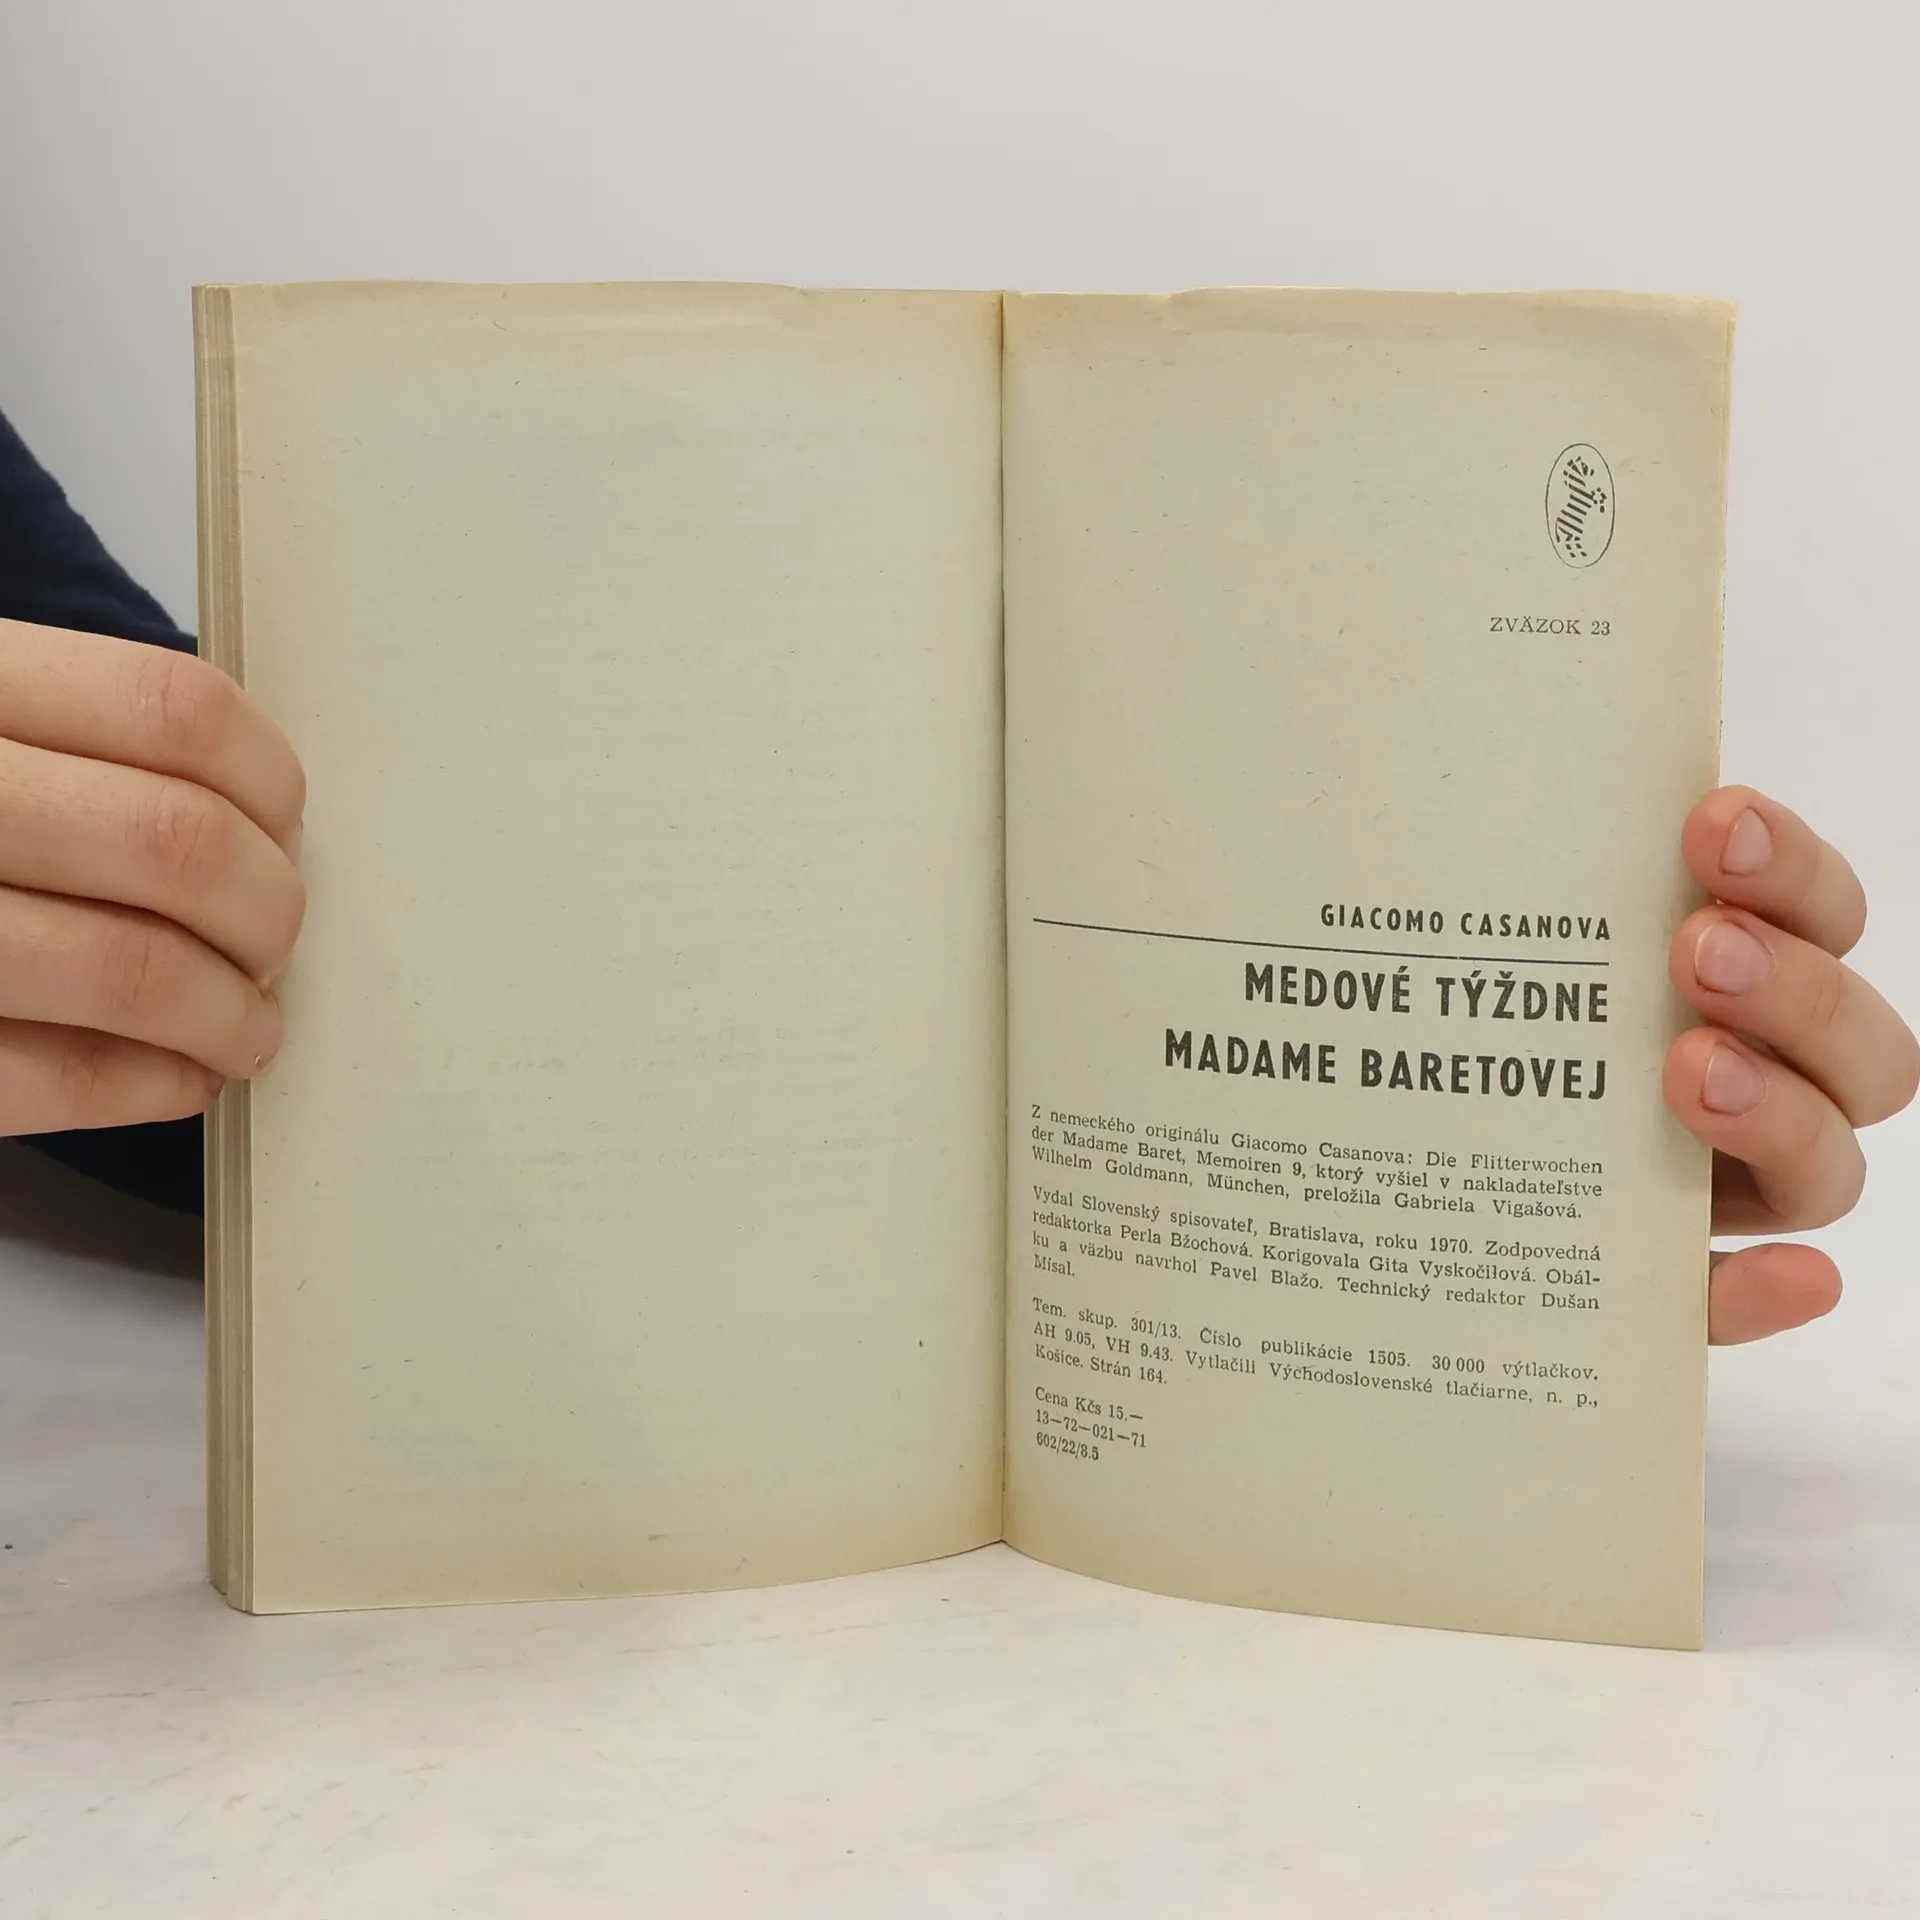 ZVÄZOK 23
GIACOMO CASANOVA
MEDOVÉ TÝŽDNE
MADAME BARETOVEJ
Z nemeckého originálu Giacomo Casanova: Die Flitterwochen
der Madame Baret, Memoiren 9, ktorý vyšiel v nakladateľstve
Wilhelm Goldmann, München, preložila Gabriela Vigašová.
Vydal Slovenský spisovateľ, Bratislava, roku 1970. Zodpovedná
redaktorka Perla Bžochová. Korigovala Gita Vyskočilová. Obál-
ku a väzbu navrhol Pavel Blažo. Technický redaktor Dušan
Mísal.
Tem. skup. 301/13. Číslo publikácie 1505. 30 000 výtlačkov.
AH 9.05, VH 9.43. Vytlačili Východoslovenské tlačiarne, n. p.,
Košice. Strán 164.
Cena Kčs 15.—
13—72—021—71
602/22/8.5